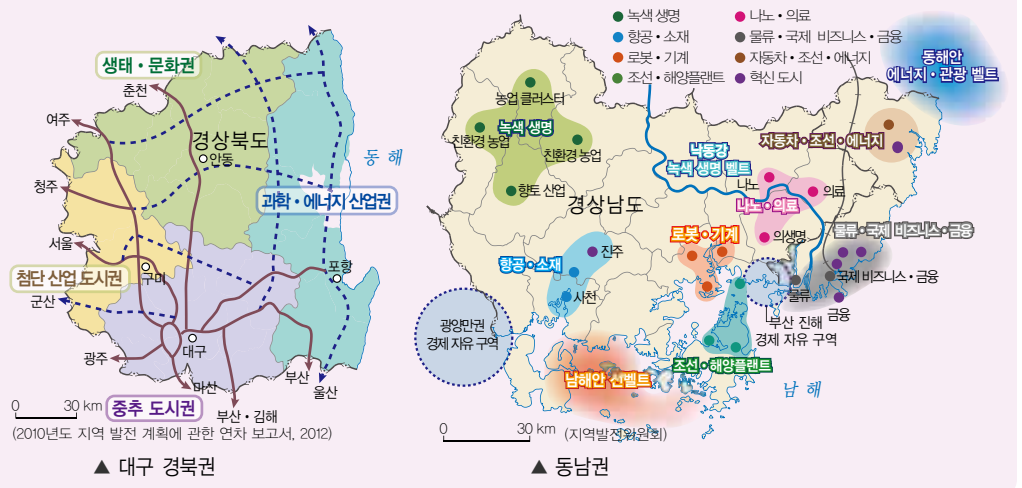 생태·문화권
춘천
여주
경상북도
안동
동해
청주
과학·에너지 산업권
서울
첨단 산업 도시권
구미
포항
군산
대구
광주
마산
부산
울산
중추 도시권
부산·김해
0 30 km
(2010년도 지역 발전 계획에 관한 연차 보고서, 2012)
▲ 대구 경북권
녹색 생명
항공·소재
로봇·기계
조선·해양플랜트
나노·의료
물류·국제 비즈니스·금융
자동차·조선·에너지
혁신 도시
동해안
에너지·관광 벨트
농업 클러스터
녹색 생명
친환경 농업
친환경 농업
향토 산업
낙동강
녹색 생명 벨트
자동차·조선·에너지
경상남도
나노
의료
나노·의료
의생명
로봇·기계
물류·국제 비즈니스·금융
진주
항공·소재
사천
국제 비즈니스·금융
물류
금융
광양만권
경제 자유 구역
부산 진해
경제 자유 구역
조선·해양플랜트
남해안 선벨트
남해
0 30 km
(지역발전위원회)
▲ 동남권